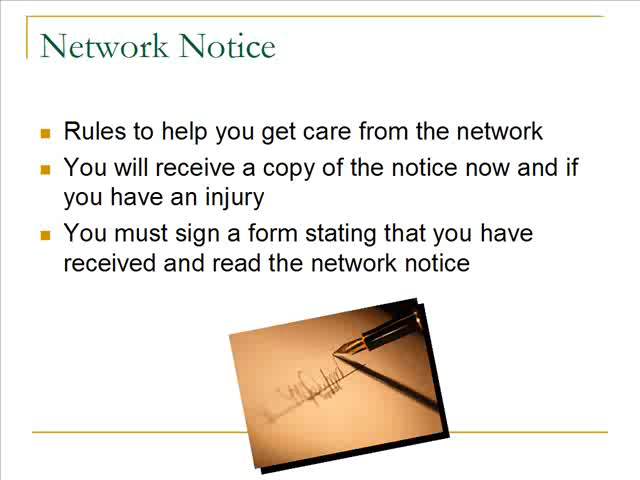 Network Notice
Rules to help you get care from the network
You will receive a copy of the notice now and if
you have an injury
You must sign a form stating that you have
received and read the network notice